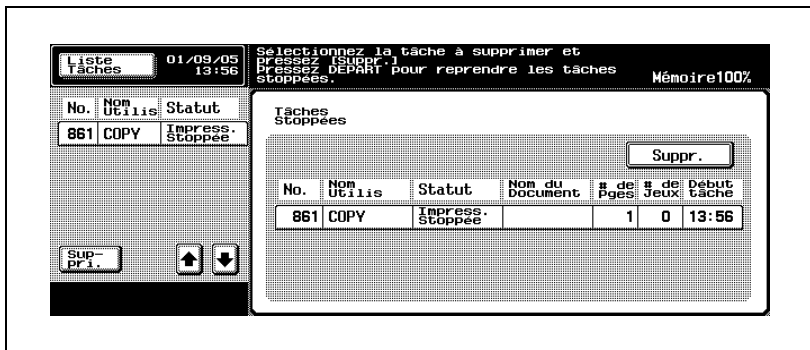 Liste
Tâches
01/09/05
13:56
Sélectionnez la tâche à supprimer et
pressez [Suppr.]
Pressez DEPART pour reprendre les tâches
stoppées.
Mémoire100%
No. Nom Utilis Statut
861 COPY Impress. Stoppée
Sup-
pri.
Tâches
Stoppées
Suppr.
No. Nom Utilis Statut Nom du Document # de Pges # de Jeux Début tâche
861 COPY Impress. Stoppée 1 0 13:56